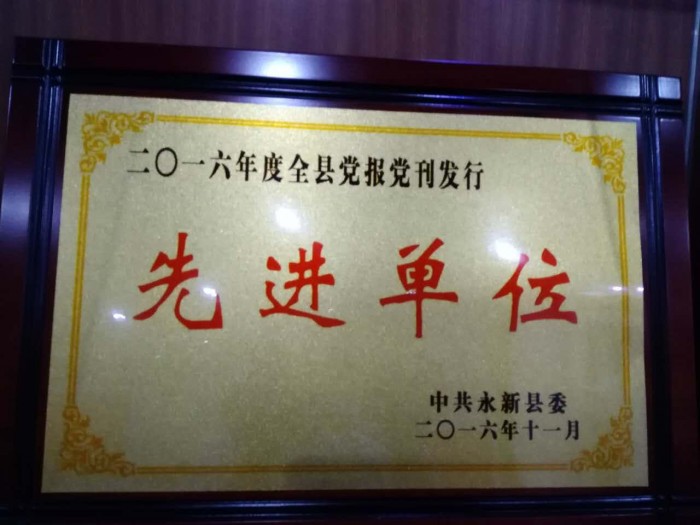 二〇一六年度全县党报党刊发行
先进单位
中共永新县委
二〇一六年十一月